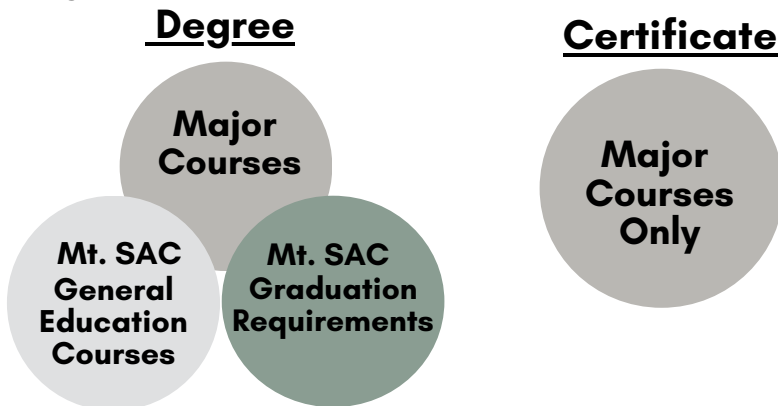 Degree
Major
Courses
Mt. SAC
General
Education
Courses
Mt. SAC
Graduation
Requirements
Certificate
Major
Courses
Only